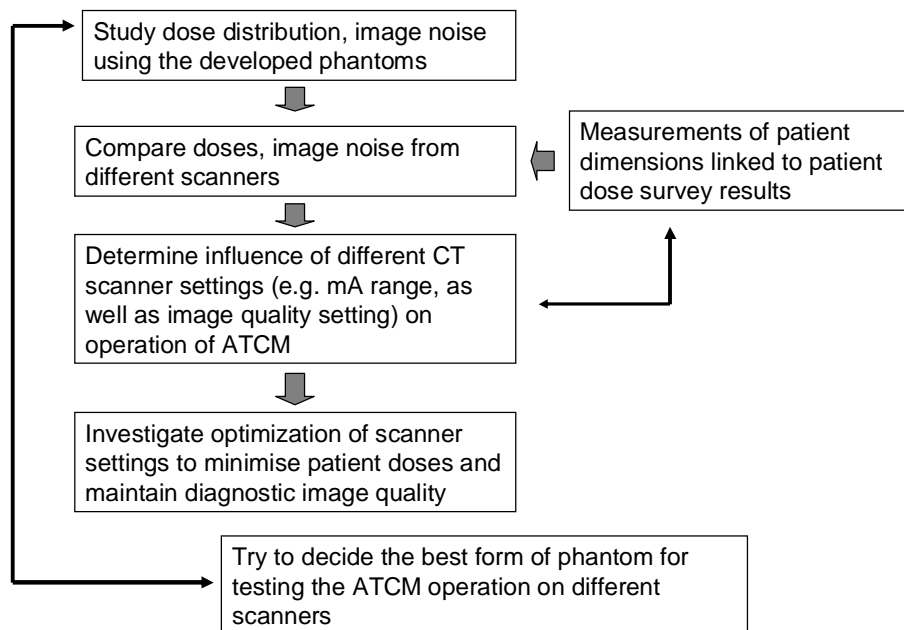 Study dose distribution, image noise
using the developed phantoms
Compare doses, image noise from
different scanners
Measurements of patient
dimensions linked to patient
dose survey results
Determine influence of different CT
scanner settings (e.g. mA range, as
well as image quality setting) on
operation of ATCM
Investigate optimization of scanner
settings to minimise patient doses and
maintain diagnostic image quality
Try to decide the best form of phantom for
testing the ATCM operation on different
scanners